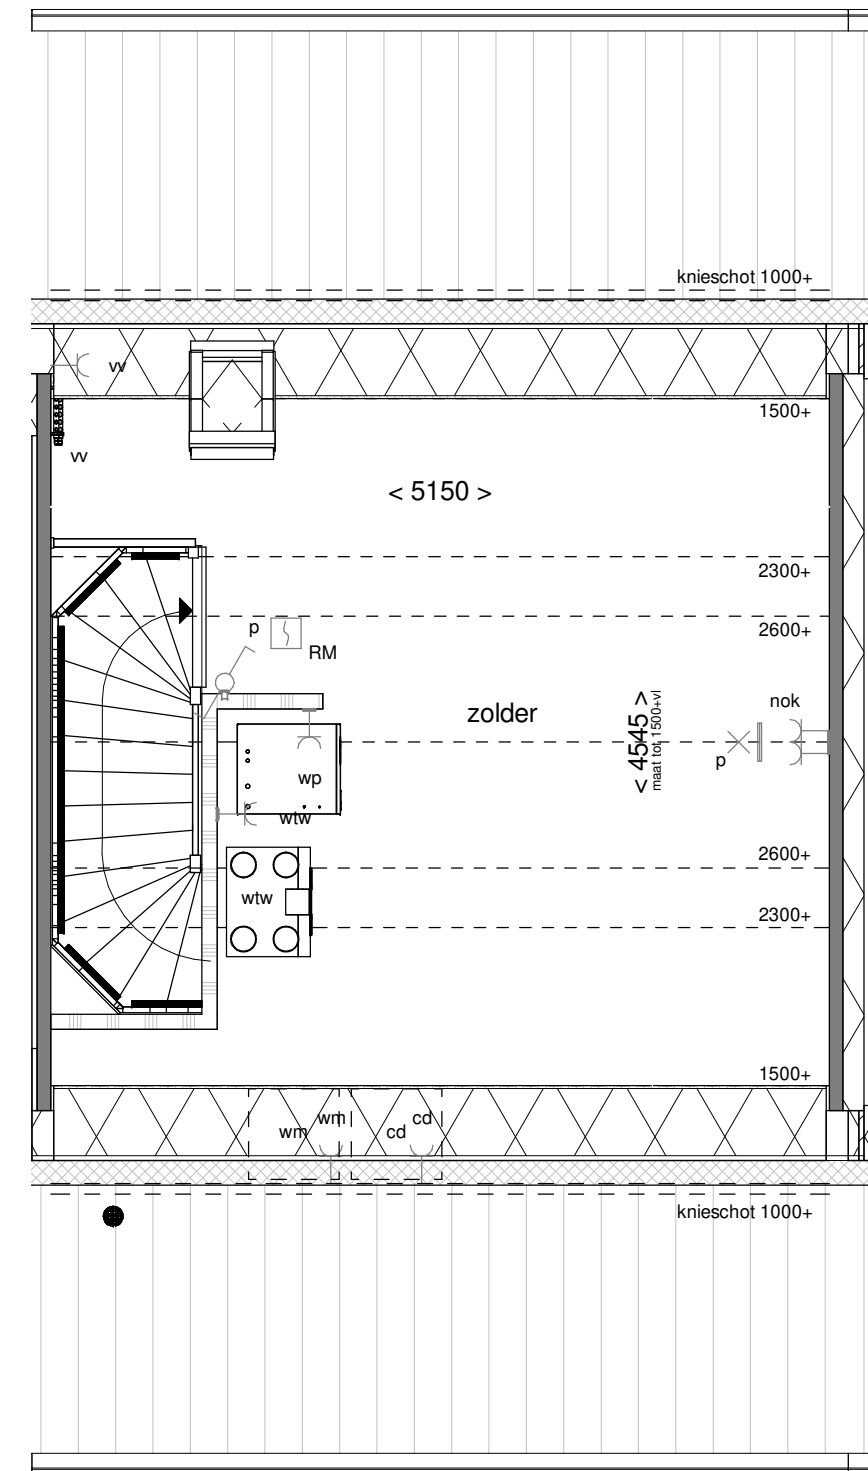 knieschot 1000+
vv
1500+
vv
< 5150 >
2300+
2600+
p
RM
nok
zolder
< 4545 >
maat tot 1500+vl
p
wp
wtw
2600+
wtw
2300+
1500+
wm
cd
wm
cd
knieschot 1000+